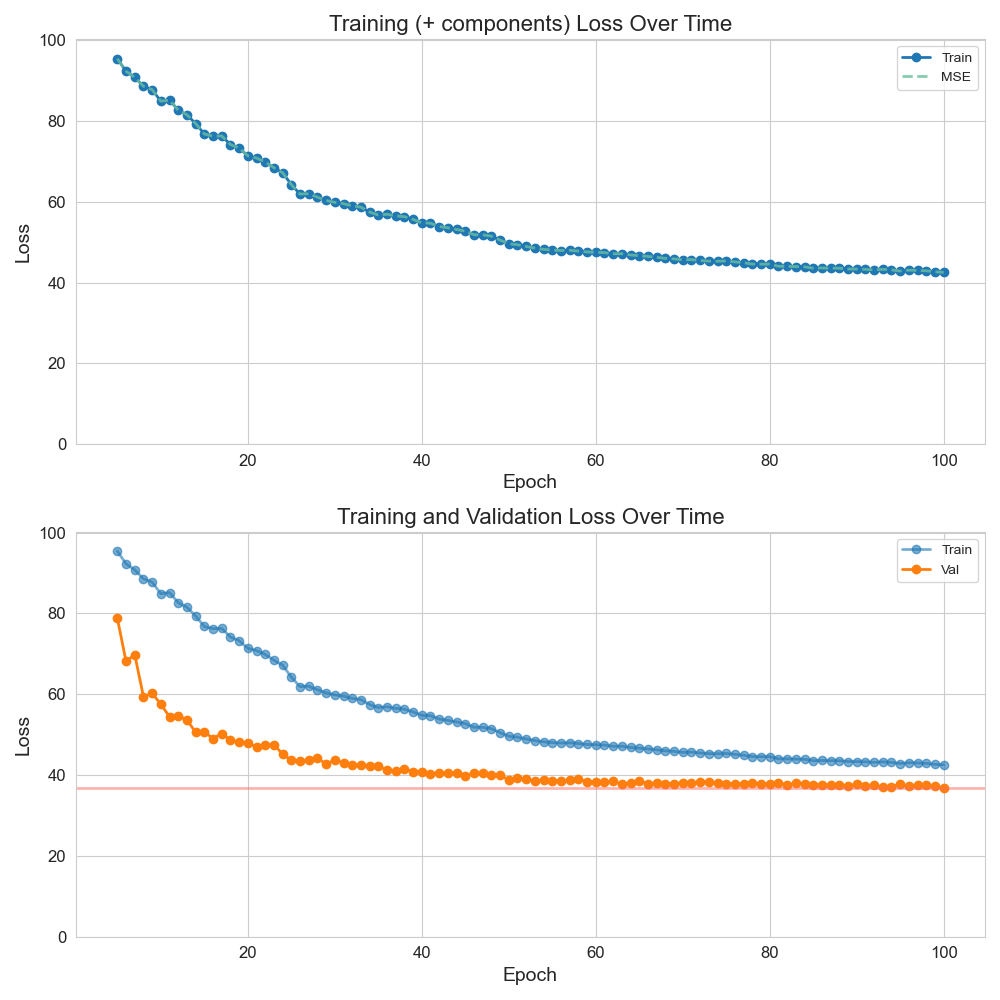 Training (+ components) Loss Over Time
100
80
60
40
20
0
Loss
Train
MSE
20 40 60 80 100
Epoch
Training and Validation Loss Over Time
100
80
60
40
20
0
Loss
Train
Val
20 40 60 80 100
Epoch